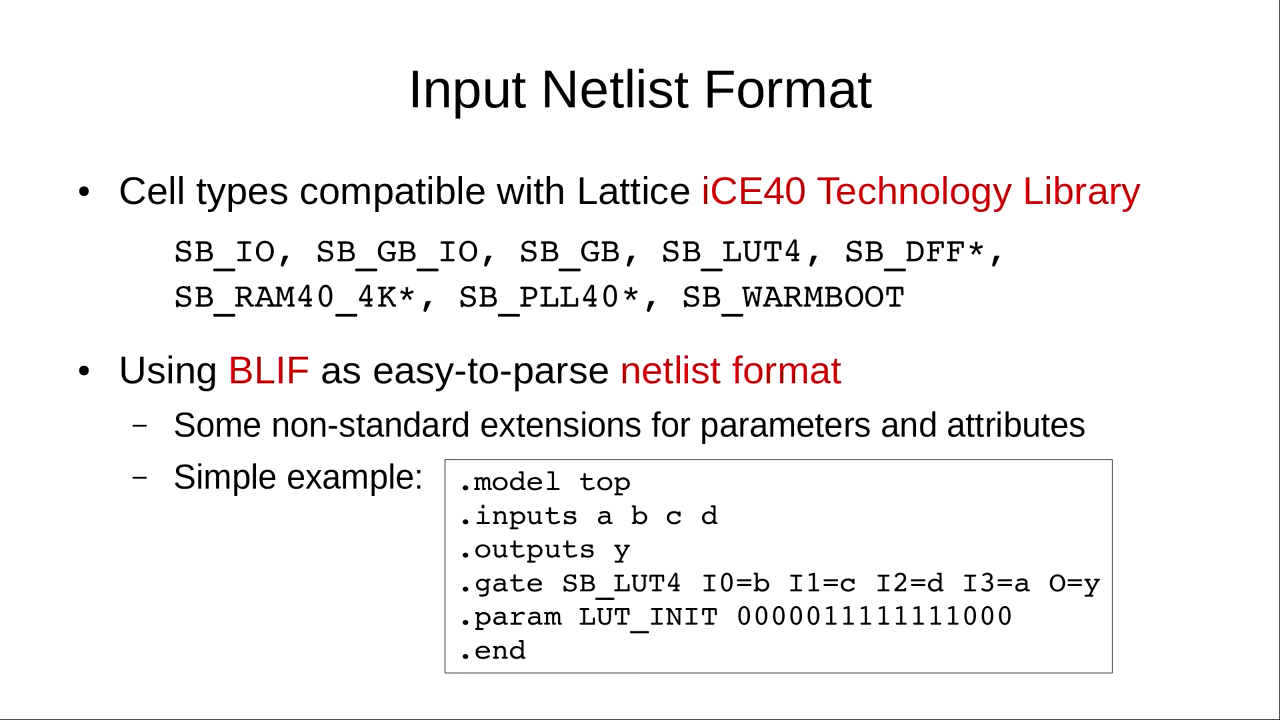 Input Netlist Format
• Cell types compatible with Lattice iCE40 Technology Library
SB_IO, SB_GB_IO, SB_GB, SB_LUT4, SB_DFF*,
SB_RAM40_4K*, SB_PLL40*, SB_WARMBOOT
• Using BLIF as easy-to-parse netlist format
– Some non-standard extensions for parameters and attributes
– Simple example:
.model top
.inputs a b c d
.outputs y
.gate SB_LUT4 I0=b I1=c I2=d I3=a O=y
.param LUT_INIT 0000011111111000
.end